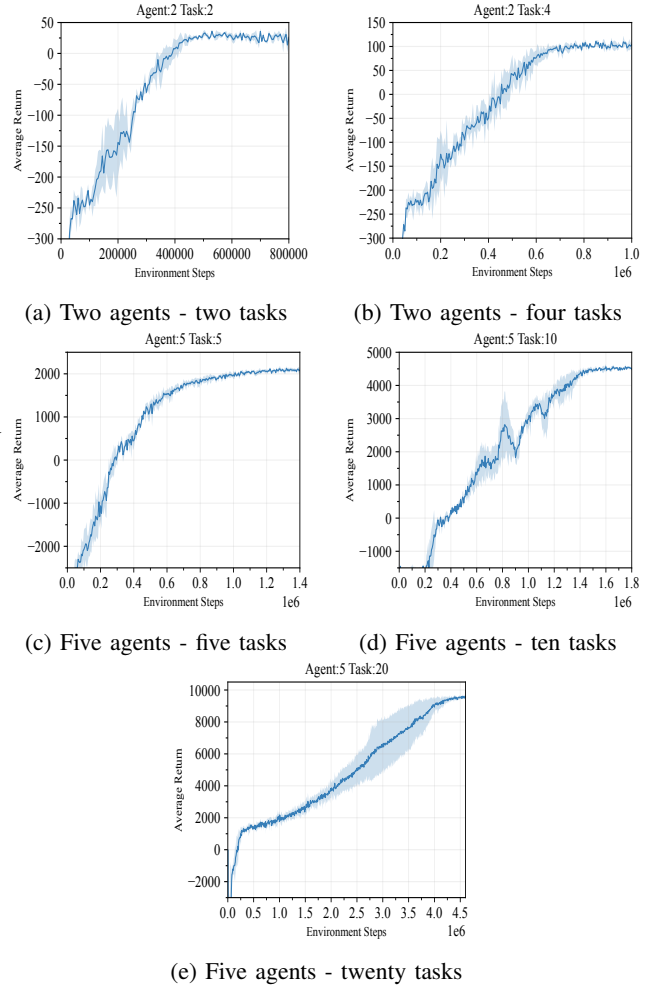 Agent:2 Task:2
50
0
−50
−100
−150
−200
−250
−300
Average Return
0 200000 400000 600000 800000
Environment Steps
(a) Two agents - two tasks
Agent:2 Task:4
150
100
50
0
−50
−100
−150
−200
−250
−300
Average Return
0.0 0.2 0.4 0.6 0.8 1.0
1e6
Environment Steps
(b) Two agents - four tasks
Agent:5 Task:5
2000
1000
0
−1000
−2000
Average Return
0.0 0.2 0.4 0.6 0.8 1.0 1.2 1.4
Environment Steps 1e6
(c) Five agents - five tasks
Agent:5 Task:10
5000
4000
3000
2000
1000
0
−1000
Average Return
0.0 0.2 0.4 0.6 0.8 1.0 1.2 1.4 1.6 1.8
Environment Steps 1e6
(d) Five agents - ten tasks
Agent:5 Task:20
10000
8000
6000
4000
2000
0
−2000
Average Return
0.0 0.5 1.0 1.5 2.0 2.5 3.0 3.5 4.0 4.5
Environment Steps 1e6
(e) Five agents - twenty tasks